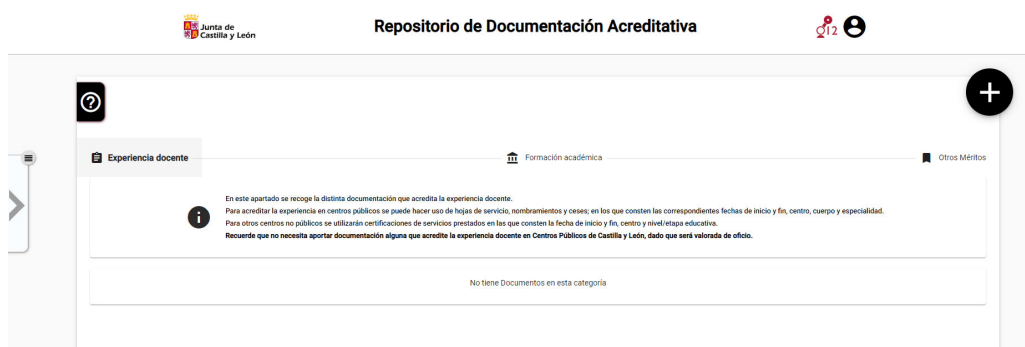 Junta de
Castilla y León
Repositorio de Documentación Acreditativa
012
Experiencia docente
Formación académica
Otros Méritos
En este apartado se recoge la distinta documentación que acredita la experiencia docente.
Para acreditar la experiencia en centros públicos se puede hacer uso de hojas de servicio, nombramientos y ceses; en los que consten las correspondientes fechas de inicio y fin, centro, cuerpo y especialidad.
Para otros centros no públicos se utilizarán certificaciones de servicios prestados en las que consten la fecha de inicio y fin, centro y nivel/etapa educativa.
Recuerde que no necesita aportar documentación alguna que acredite la experiencia docente en Centros Públicos de Castilla y León, dado que será valorada de oficio.
No tiene Documentos en esta categoría